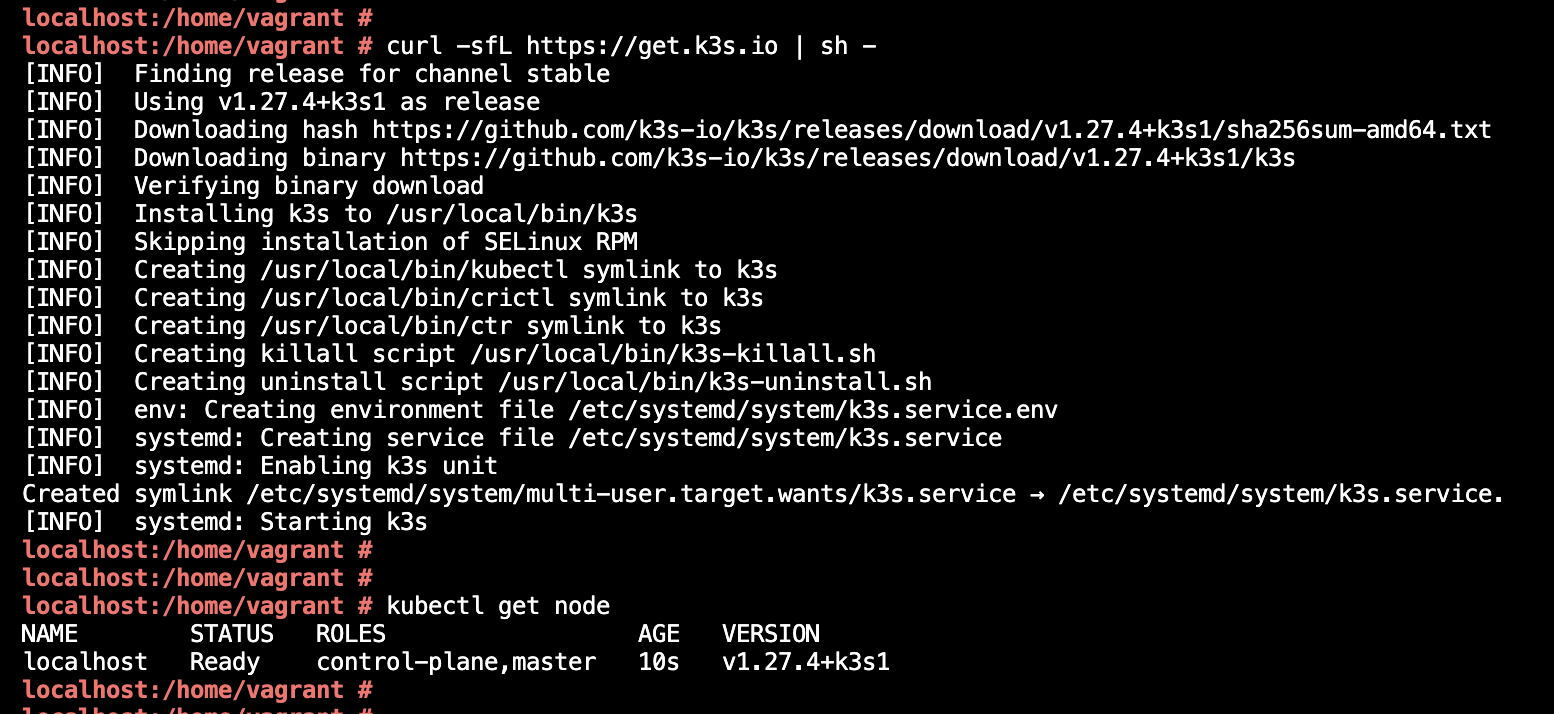 localhost:/home/vagrant #
localhost:/home/vagrant # curl -sfL https://get.k3s.io | sh -
[INFO]  Finding release for channel stable
[INFO]  Using v1.27.4+k3s1 as release
[INFO]  Downloading hash https://github.com/k3s-io/k3s/releases/download/v1.27.4+k3s1/sha256sum-amd64.txt
[INFO]  Downloading binary https://github.com/k3s-io/k3s/releases/download/v1.27.4+k3s1/k3s
[INFO]  Verifying binary download
[INFO]  Installing k3s to /usr/local/bin/k3s
[INFO]  Skipping installation of SELinux RPM
[INFO]  Creating /usr/local/bin/kubectl symlink to k3s
[INFO]  Creating /usr/local/bin/crictl symlink to k3s
[INFO]  Creating /usr/local/bin/ctr symlink to k3s
[INFO]  Creating killall script /usr/local/bin/k3s-killall.sh
[INFO]  Creating uninstall script /usr/local/bin/k3s-uninstall.sh
[INFO]  env: Creating environment file /etc/systemd/system/k3s.service.env
[INFO]  systemd: Creating service file /etc/systemd/system/k3s.service
[INFO]  systemd: Enabling k3s unit
Created symlink /etc/systemd/system/multi-user.target.wants/k3s.service → /etc/systemd/system/k3s.service.
[INFO]  systemd: Starting k3s
localhost:/home/vagrant #
localhost:/home/vagrant #
localhost:/home/vagrant # kubectl get node
NAME        STATUS   ROLES                  AGE   VERSION
localhost   Ready    control-plane,master   10s   v1.27.4+k3s1
localhost:/home/vagrant #
localhost:/home/vagrant #